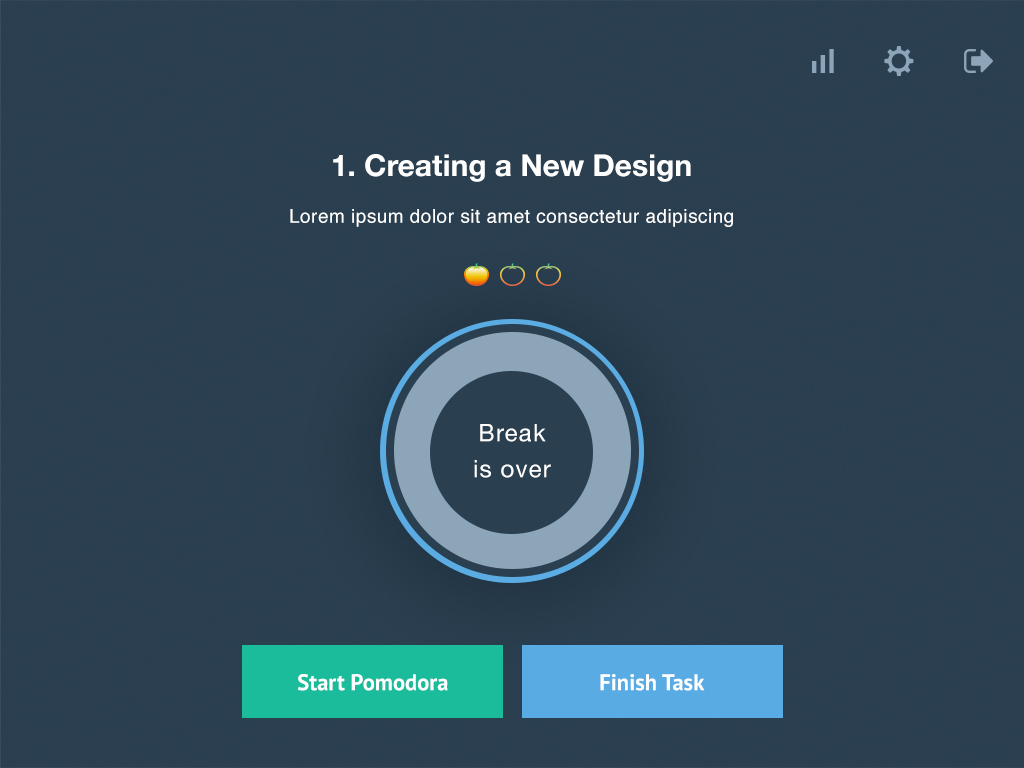 1. Creating a New Design
Lorem ipsum dolor sit amet consectetur adipiscing
Break
is over
Start Pomodora
Finish Task